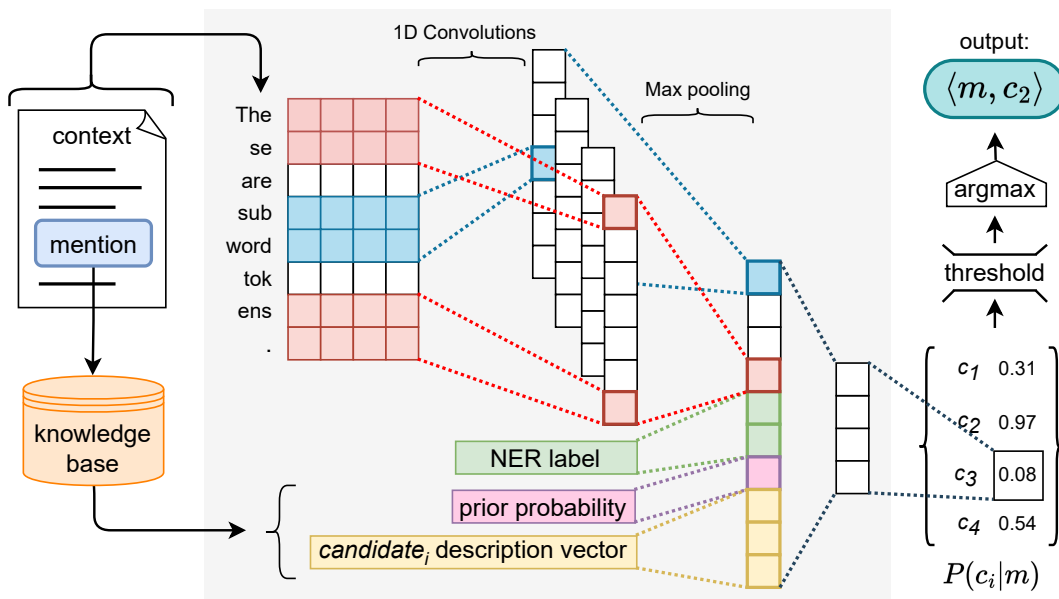 context
mention
knowledge
base
1D Convolutions
Max pooling
The
se
are
sub
word
tok
ens
.
NER label
prior probability
candidateᵢ description vector
output:
⟨m, c₂⟩
argmax
threshold
c₁ 0.31
c₂ 0.97
c₃ 0.08
c₄ 0.54
P(cᵢ|m)